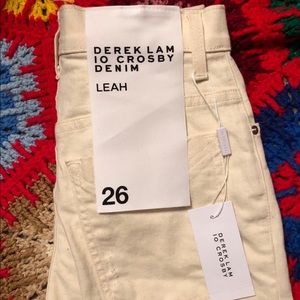 DEREK LAM
10 CROSBY
DENIM
LEAH
26
DEREK LAM
10 CROSBY